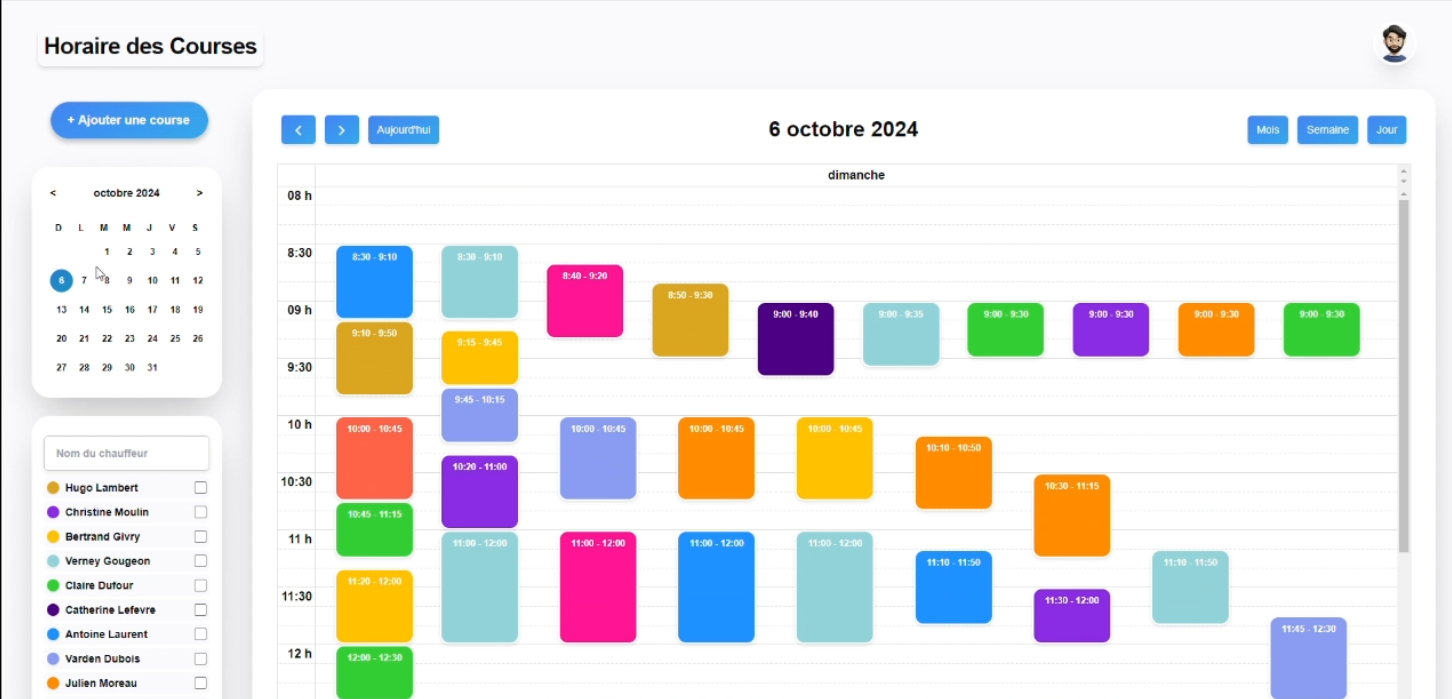 Horaire des Courses
+ Ajouter une course
< octobre 2024 >
D L M M J V S
1 2 3 4 5
6 7 8 9 10 11 12
13 14 15 16 17 18 19
20 21 22 23 24 25 26
27 28 29 30 31
Nom du chauffeur
Hugo Lambert
Christine Moulin
Bertrand Givry
Verney Gougeon
Claire Dufour
Catherine Lefevre
Antoine Laurent
Varden Dubois
Julien Moreau
< > Aujourd'hui
6 octobre 2024
Mois Semaine Jour
dimanche
08 h
8:30
8:30 - 9:10 8:30 - 9:10
8:40 - 9:20
8:50 - 9:30
09 h
9:00 - 9:40 9:00 - 9:35 9:00 - 9:30 9:00 - 9:30 9:00 - 9:30 9:00 - 9:30
9:10 - 9:50
9:15 - 9:45
9:30
9:45 - 10:15
10 h
10:00 - 10:45 10:00 - 10:45 10:00 - 10:45 10:00 - 10:45
10:10 - 10:50
10:20 - 11:00
10:30
10:30 - 11:15
10:45 - 11:15
11 h
11:00 - 12:00 11:00 - 12:00 11:00 - 12:00 11:00 - 12:00
11:10 - 11:50 11:10 - 11:50
11:20 - 12:00
11:30
11:30 - 12:00
11:45 - 12:30
12 h
12:00 - 12:30